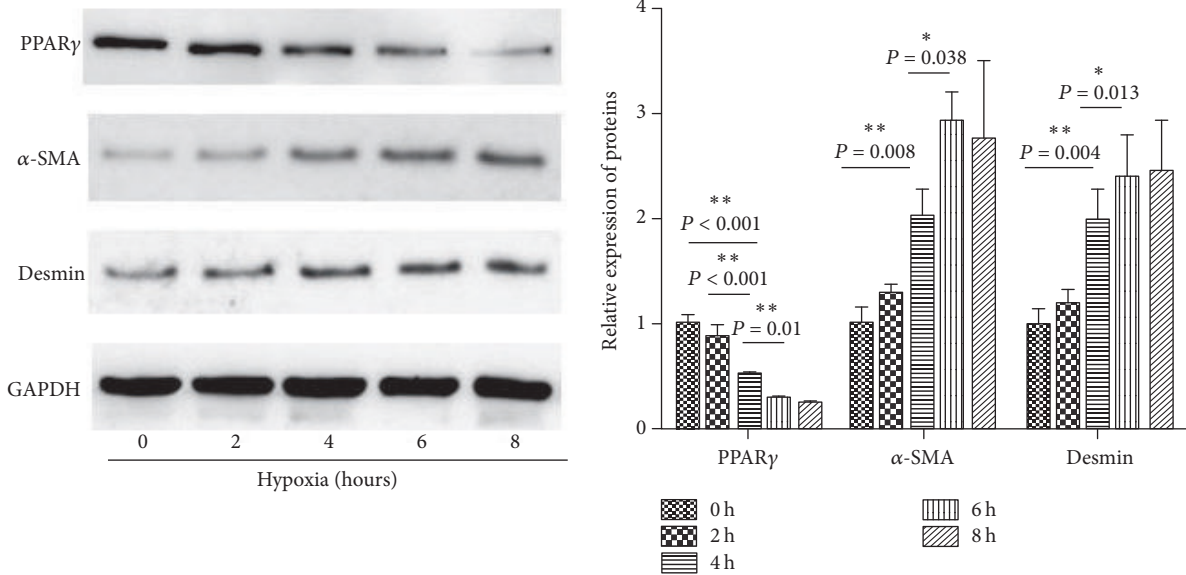 PPARγ
α-SMA
Desmin
GAPDH
0 2 4 6 8
Hypoxia (hours)
Relative expression of proteins
4
3
2
1
0
**
P < 0.001
**
P < 0.001
**
P = 0.01
**
P = 0.008
*
P = 0.038
**
P = 0.004
*
P = 0.013
PPARγ α-SMA Desmin
0 h
2 h
4 h
6 h
8 h